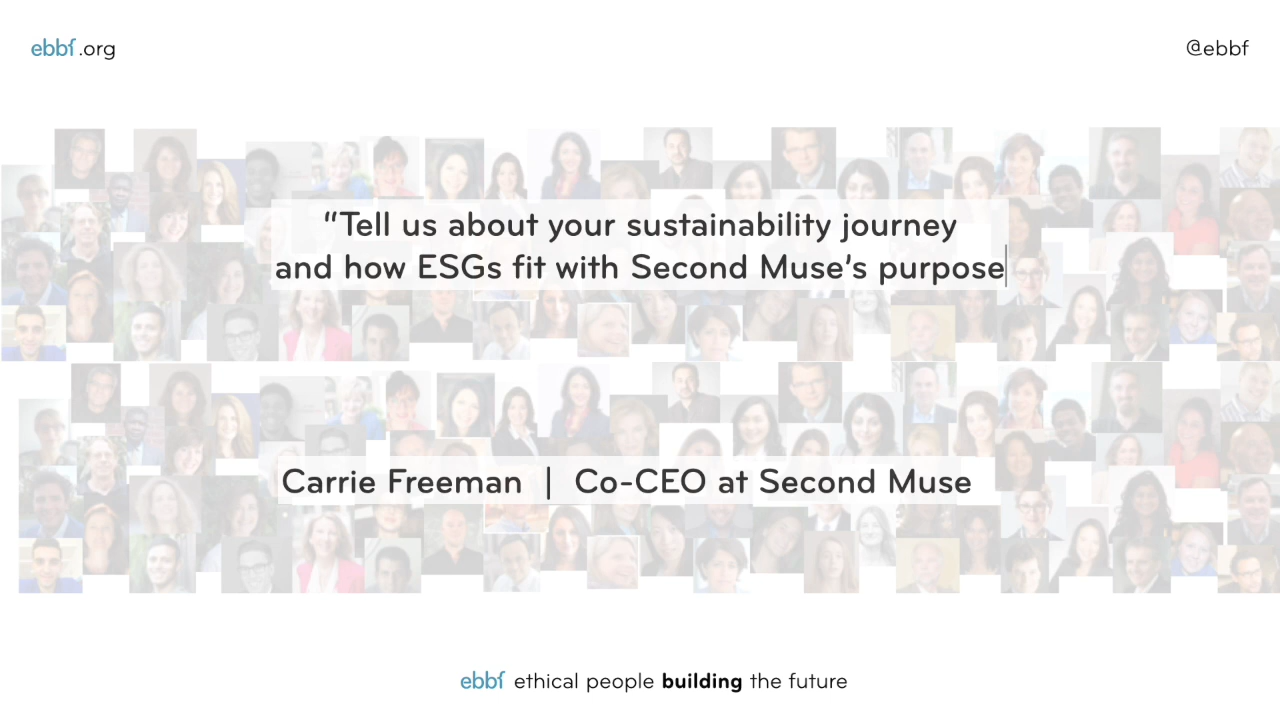 ebbf.org
@ebbf
“Tell us about your sustainability journey
and how ESGs fit with Second Muse's purpose
Carrie Freeman | Co-CEO at Second Muse
ebbf ethical people building the future